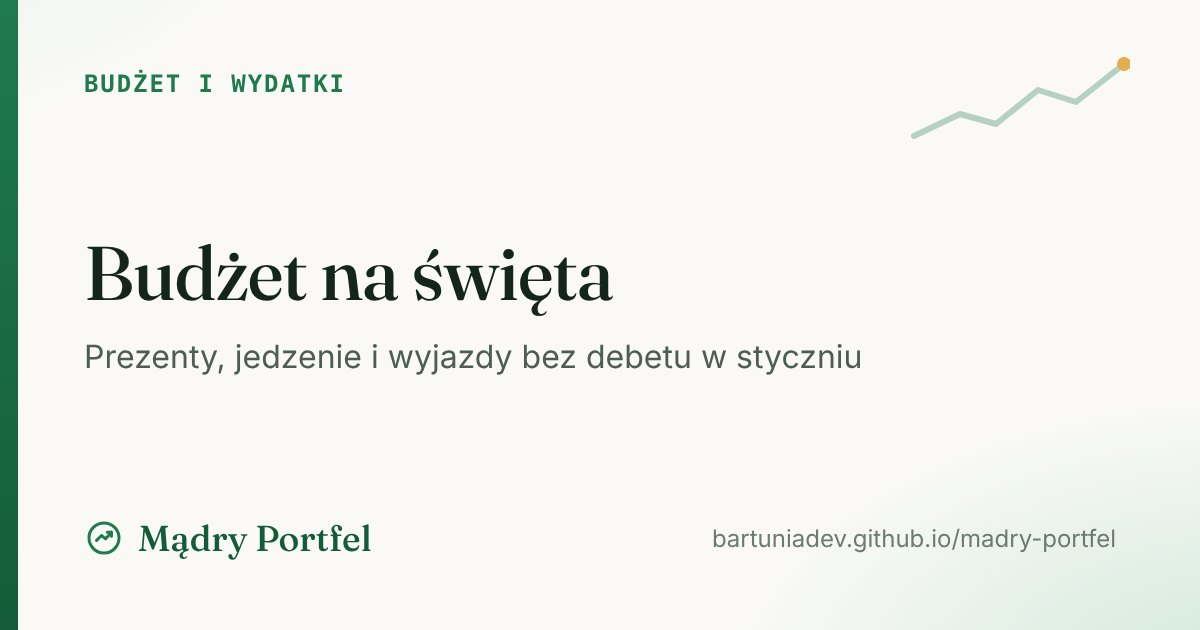 BUDŻET I WYDATKI
Budżet na święta
Prezenty, jedzenie i wyjazdy bez debetu w styczniu
Mądry Portfel
bartuniadev.github.io/madry-portfel